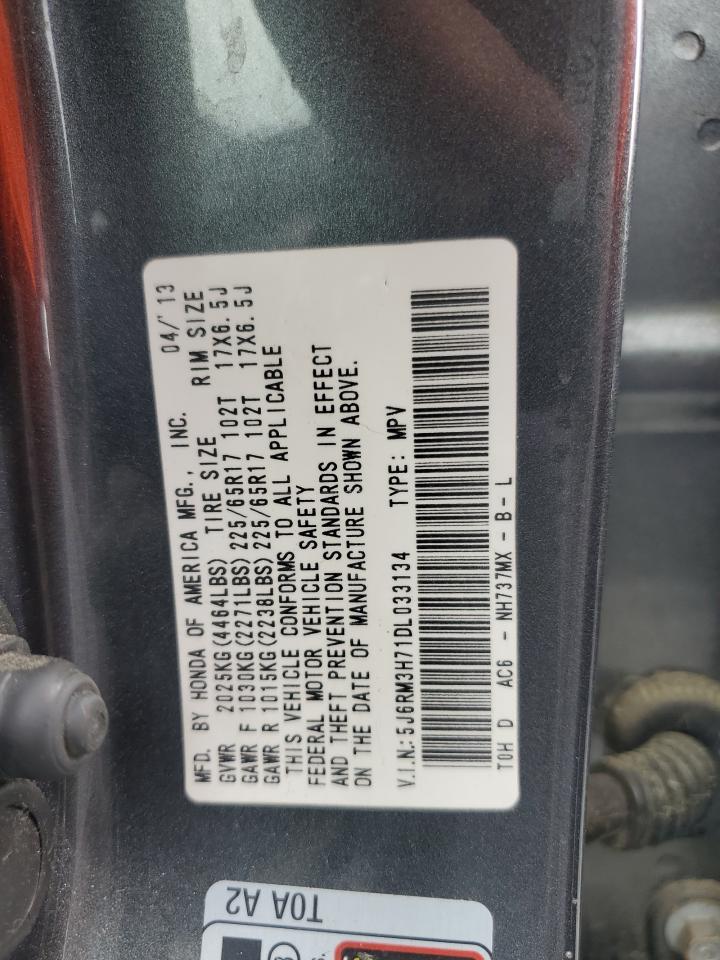 MFD. BY HONDA OF AMERICA MFG., INC. 04/'13
GVWR 2025KG(4464LBS) TIRE SIZE RIM SIZE
GAWR F 1030KG(2271LBS)225/65R17 102T 17X6.5J
GAWR R 1015KG(2238LBS)225/65R17 102T 17X6.5J
THIS VEHICLE CONFORMS TO ALL APPLICABLE
FEDERAL MOTOR VEHICLE SAFETY
AND THEFT PREVENTION STANDARDS IN EFFECT
ON THE DATE OF MANUFACTURE SHOWN ABOVE.
V.I.N.:5J6RM3H71DL033134 TYPE: MPV
TOH D AC6 - NH737MX - B - L
TOA A2